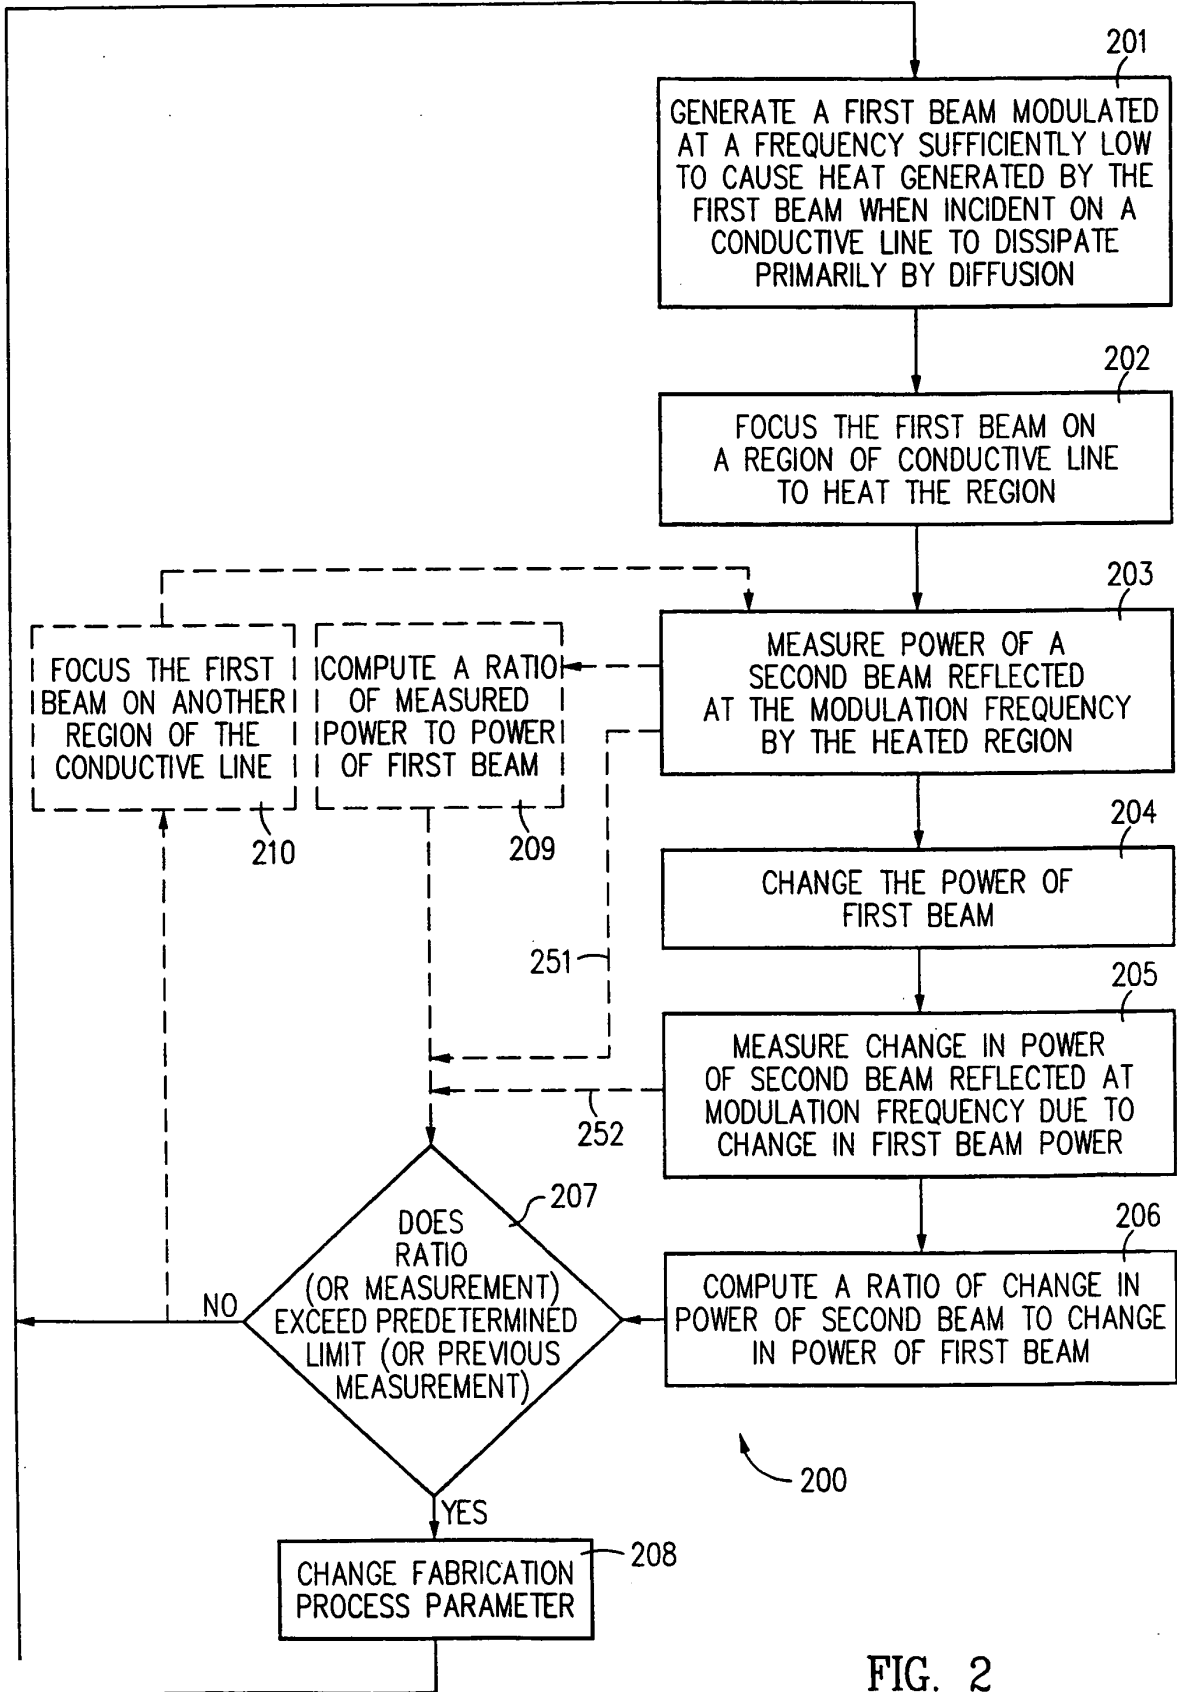 201
GENERATE A FIRST BEAM MODULATED
AT A FREQUENCY SUFFICIENTLY LOW
TO CAUSE HEAT GENERATED BY THE
FIRST BEAM WHEN INCIDENT ON A
CONDUCTIVE LINE TO DISSIPATE
PRIMARILY BY DIFFUSION
202
FOCUS THE FIRST BEAM ON
A REGION OF CONDUCTIVE LINE
TO HEAT THE REGION
203
MEASURE POWER OF A
SECOND BEAM REFLECTED
AT THE MODULATION FREQUENCY
BY THE HEATED REGION
FOCUS THE FIRST
BEAM ON ANOTHER
REGION OF THE
CONDUCTIVE LINE
210
COMPUTE A RATIO
OF MEASURED
POWER TO POWER
OF FIRST BEAM
209
204
CHANGE THE POWER OF
FIRST BEAM
251
205
MEASURE CHANGE IN POWER
OF SECOND BEAM REFLECTED AT
MODULATION FREQUENCY DUE TO
CHANGE IN FIRST BEAM POWER
252
207
DOES
RATIO
(OR MEASUREMENT)
EXCEED PREDETERMINED
LIMIT (OR PREVIOUS
MEASUREMENT)
NO
206
COMPUTE A RATIO OF CHANGE IN
POWER OF SECOND BEAM TO CHANGE
IN POWER OF FIRST BEAM
200
YES
208
CHANGE FABRICATION
PROCESS PARAMETER
FIG. 2